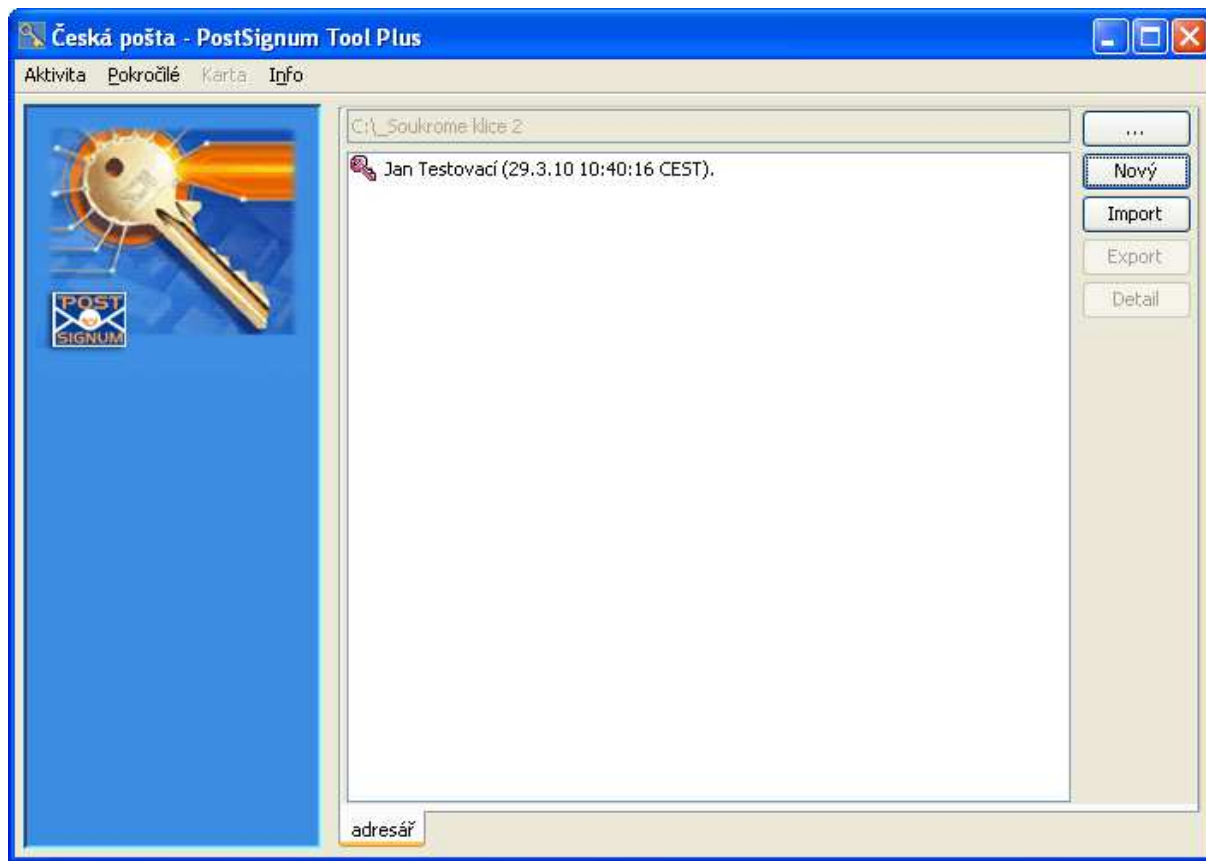 Česká pošta - PostSignum Tool Plus
Aktivita Pokročilé Karta Info
C:\_Soukrome klice 2
...
Jan Testovací (29.3.10 10:40:16 CEST).
Nový
Import
Export
Detail
POST
SIGNUM
adresář